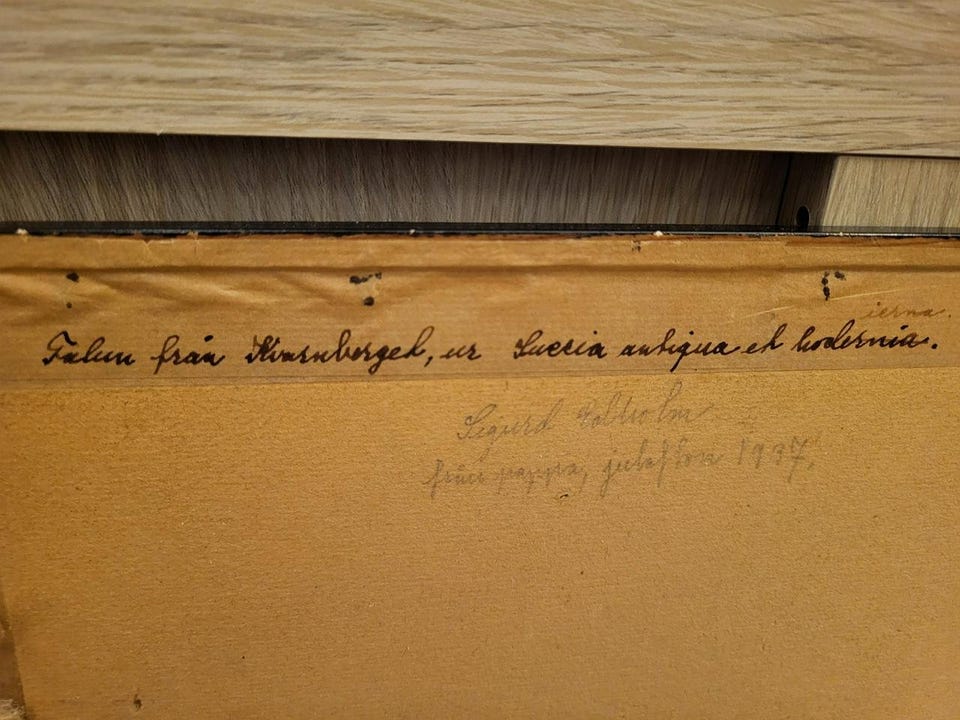 ierna.
Falun från Kvarnberget, ur Suecia antiqua et hodernia.
Sigurd
från pappa, julafton 1937.